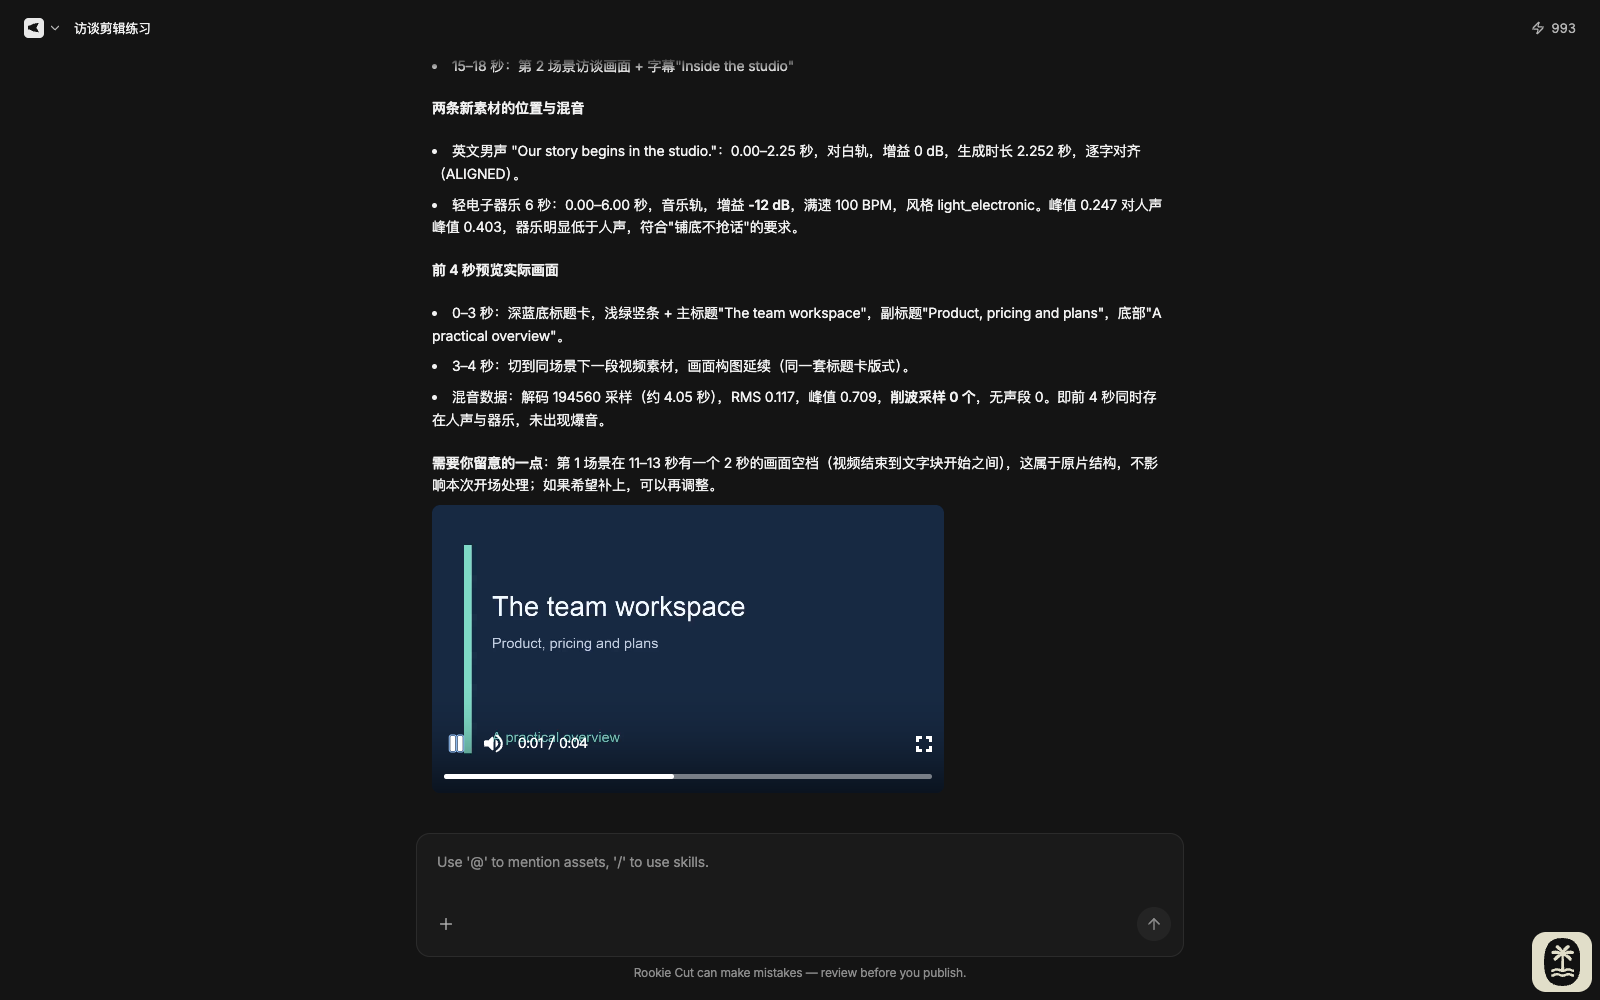 访谈剪辑练习
993
• 15–18 秒：第 2 场景访谈画面 + 字幕"Inside the studio"
两条新素材的位置与混音
• 英文男声 "Our story begins in the studio."：0.00–2.25 秒，对白轨，增益 0 dB，生成时长 2.252 秒，逐字对齐
（ALIGNED）。
• 轻电子器乐 6 秒：0.00–6.00 秒，音乐轨，增益 -12 dB，满速 100 BPM，风格 light_electronic。峰值 0.247 对人声
峰值 0.403，器乐明显低于人声，符合"铺底不抢话"的要求。
前 4 秒预览实际画面
• 0–3 秒：深蓝底标题卡，浅绿竖条 + 主标题"The team workspace"，副标题"Product, pricing and plans"，底部"A
practical overview"。
• 3–4 秒：切到同场景下一段视频素材，画面构图延续（同一套标题卡版式）。
• 混音数据：解码 194560 采样（约 4.05 秒），RMS 0.117，峰值 0.709，削波采样 0 个，无声段 0。即前 4 秒同时存
在人声与器乐，未出现爆音。
需要你留意的一点：第 1 场景在 11–13 秒有一个 2 秒的画面空档（视频结束到文字块开始之间），这属于原片结构，不影
响本次开场处理；如果希望补上，可以再调整。
The team workspace
Product, pricing and plans
A practical overview
0:01 / 0:04
Use '@' to mention assets, '/' to use skills.
Rookie Cut can make mistakes — review before you publish.